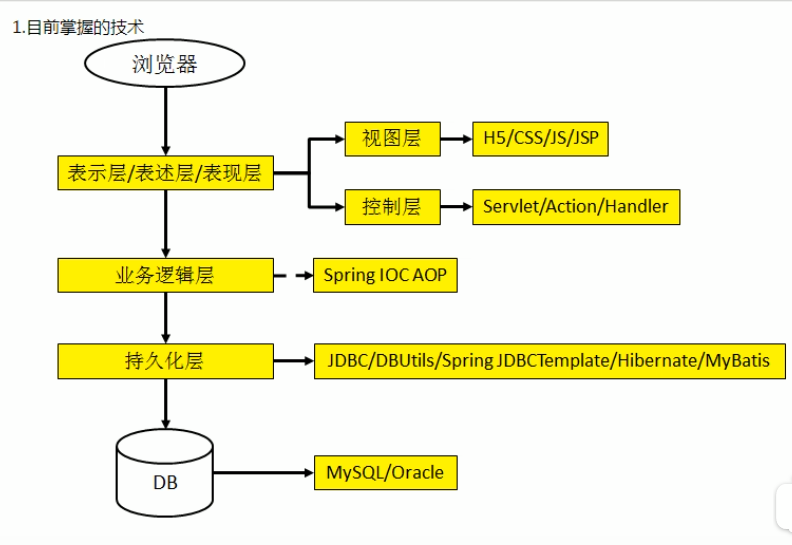 1.目前掌握的技术
浏览器
视图层
H5/CSS/JS/JSP
表示层/表述层/表现层
控制层
Servlet/Action/Handler
业务逻辑层
Spring IOC AOP
持久化层
JDBC/DBUtils/Spring JDBCTemplate/Hibernate/MyBatis
DB
MySQL/Oracle